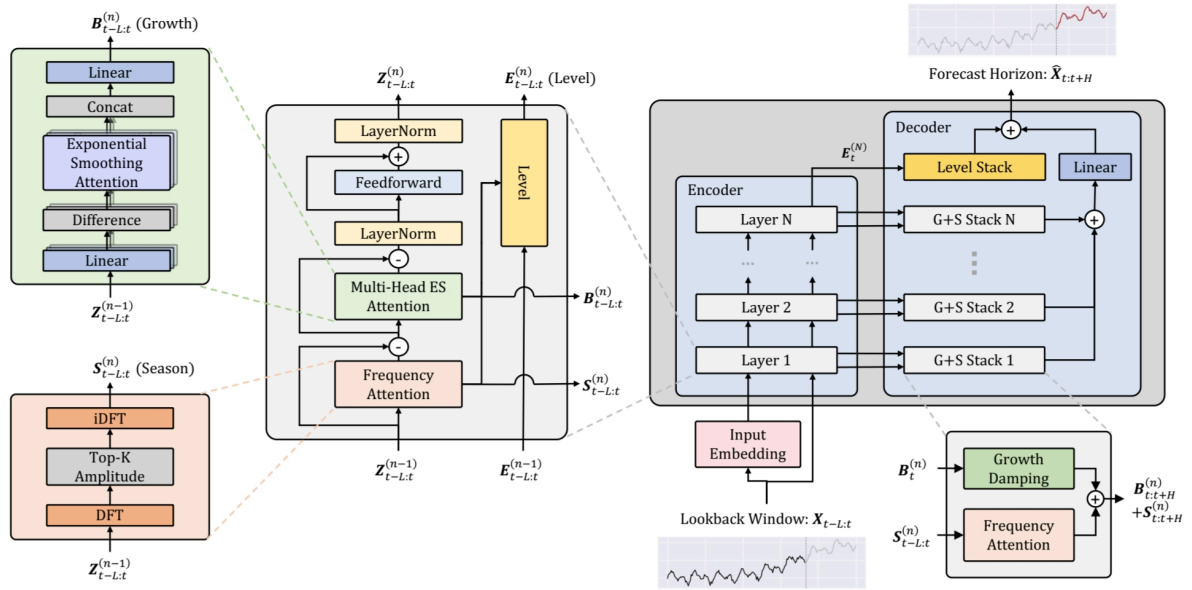 B_{t-L:t}^{(n)} (Growth)
Linear
Concat
Exponential
Smoothing
Attention
Difference
Linear
Z_{t-L:t}^{(n-1)}
S_{t-L:t}^{(n)} (Season)
iDFT
Top-K
Amplitude
DFT
Z_{t-L:t}^{(n-1)}
Z_{t-L:t}^{(n)}
E_{t-L:t}^{(n)} (Level)
LayerNorm
+
Feedforward
LayerNorm
-
Multi-Head ES
Attention
-
Frequency
Attention
Level
B_{t-L:t}^{(n)}
S_{t-L:t}^{(n)}
Z_{t-L:t}^{(n-1)}
E_{t-L:t}^{(n-1)}
Forecast Horizon: X̂_{t:t+H}
Decoder
+
E_t^{(N)}
Level Stack
Linear
Encoder
Layer N
G+S Stack N
+
...
...
...
Layer 2
G+S Stack 2
Layer 1
G+S Stack 1
Input
Embedding
Lookback Window: X_{t-L:t}
B_t^{(n)}
Growth
Damping
S_{t-L:t}^{(n)}
Frequency
Attention
+
B_{t:t+H}^{(n)}
+S_{t:t+H}^{(n)}